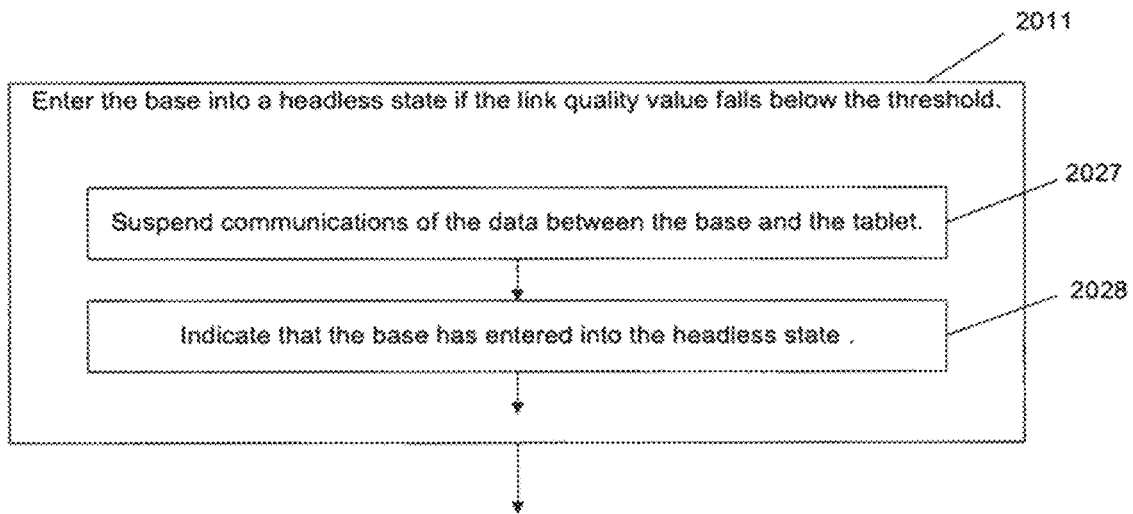 2011
Enter the base into a headless state if the link quality value falls below the threshold.
2027
Suspend communications of the data between the base and the tablet.
2028
Indicate that the base has entered into the headless state .